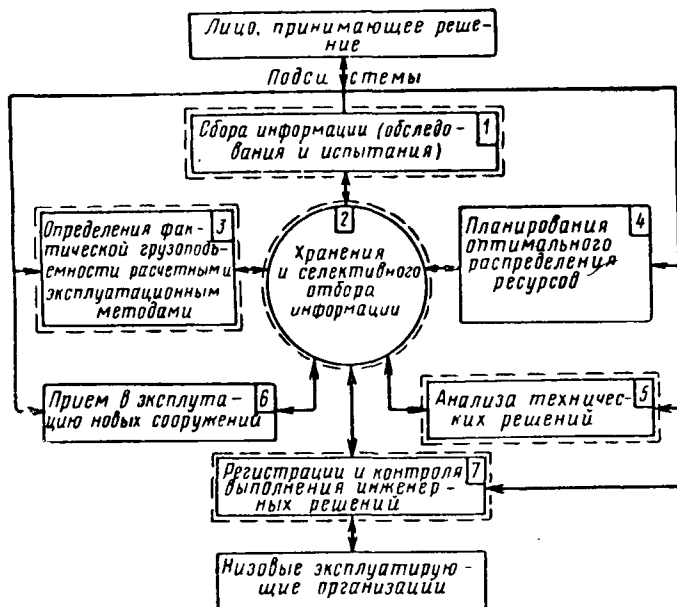 Лицо, принимающее реше-
ние
Подси стемы
Сбора информации (обследо-
вания и испытания)
1
2
Хранения
и селективного
отбора
информации
Определения фак-
тической грузоподъ-
емности расчетными
эксплуатационным
методами
3
Планирования
оптимального
распределения
ресурсов
4
Прием в эксплута-
цию новых сооружений
6
Анализа техничес-
ких решений
5
Регистрации и контроля
выполнения инженер-
ных решений
7
Низовые эксплуатирую-
щие организации